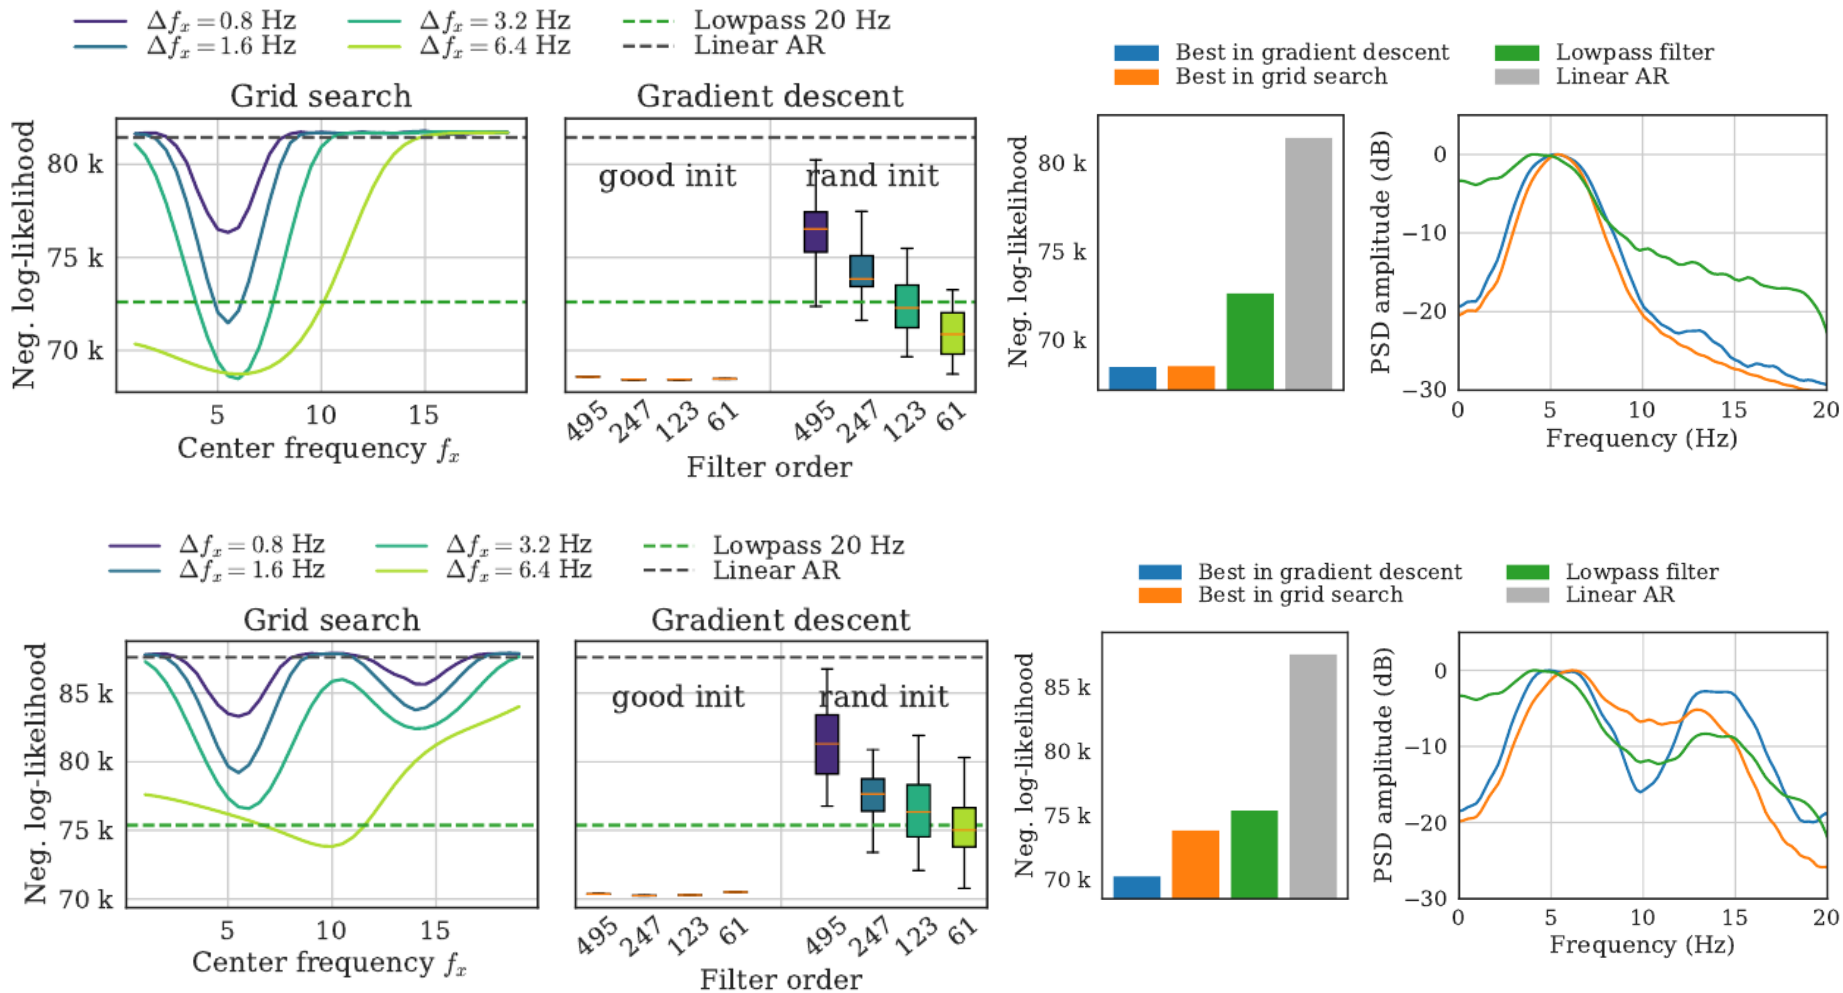 Δf_x = 0.8 Hz   Δf_x = 3.2 Hz   Lowpass 20 Hz
Δf_x = 1.6 Hz   Δf_x = 6.4 Hz   Linear AR
Grid search
Neg. log-likelihood
80 k
75 k
70 k
5 10 15
Center frequency f_x
Gradient descent
good init rand init
495 247 123 61 495 247 123 61
Filter order
Best in gradient descent   Lowpass filter
Best in grid search   Linear AR
Neg. log-likelihood
80 k
75 k
70 k
PSD amplitude (dB)
0
−10
−20
−30
0 5 10 15 20
Frequency (Hz)
Δf_x = 0.8 Hz   Δf_x = 3.2 Hz   Lowpass 20 Hz
Δf_x = 1.6 Hz   Δf_x = 6.4 Hz   Linear AR
Grid search
Neg. log-likelihood
85 k
80 k
75 k
70 k
5 10 15
Center frequency f_x
Gradient descent
good init rand init
495 247 123 61 495 247 123 61
Filter order
Best in gradient descent   Lowpass filter
Best in grid search   Linear AR
Neg. log-likelihood
85 k
80 k
75 k
70 k
PSD amplitude (dB)
0
−10
−20
−30
0 5 10 15 20
Frequency (Hz)